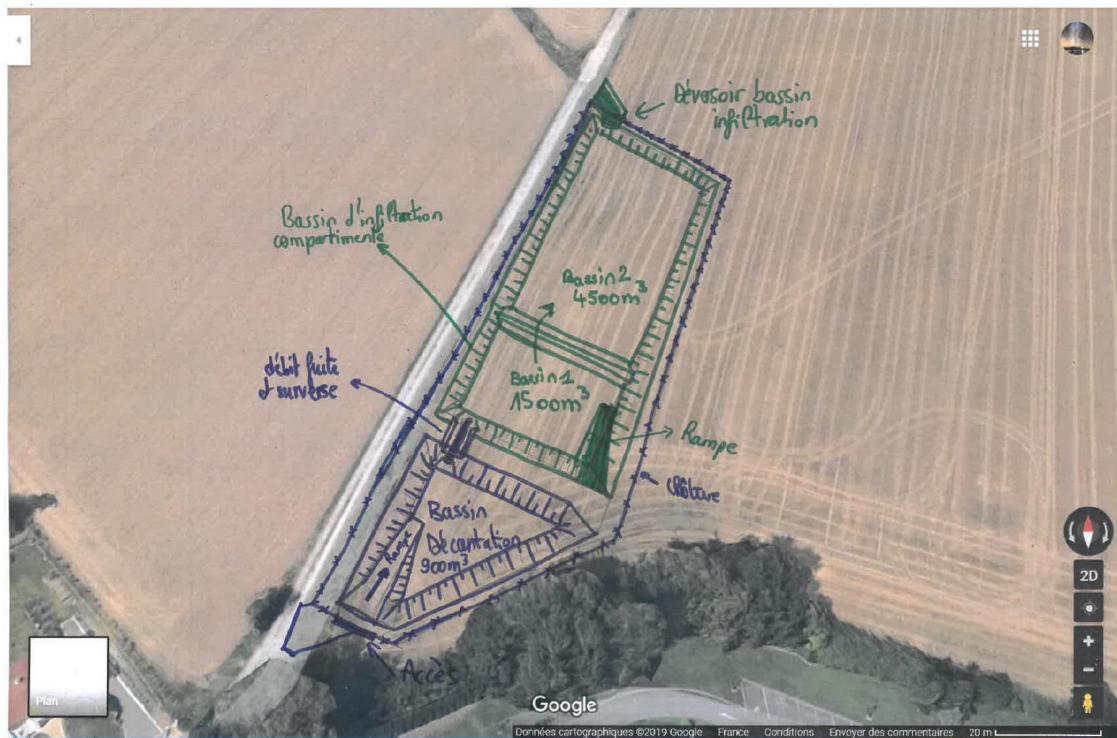 Déversoir bassin
infiltration
Bassin d'infiltration
compartimenté
Bassin 2
4500m³
débit fuite
et surverse
Bassin 1
1500m³
Rampe
Clôture
Bassin
Décantation
900m³
Rampe
Accès
2D
Plan
Google
Données cartographiques ©2019 Google France Conditions Envoyer des commentaires 20 m